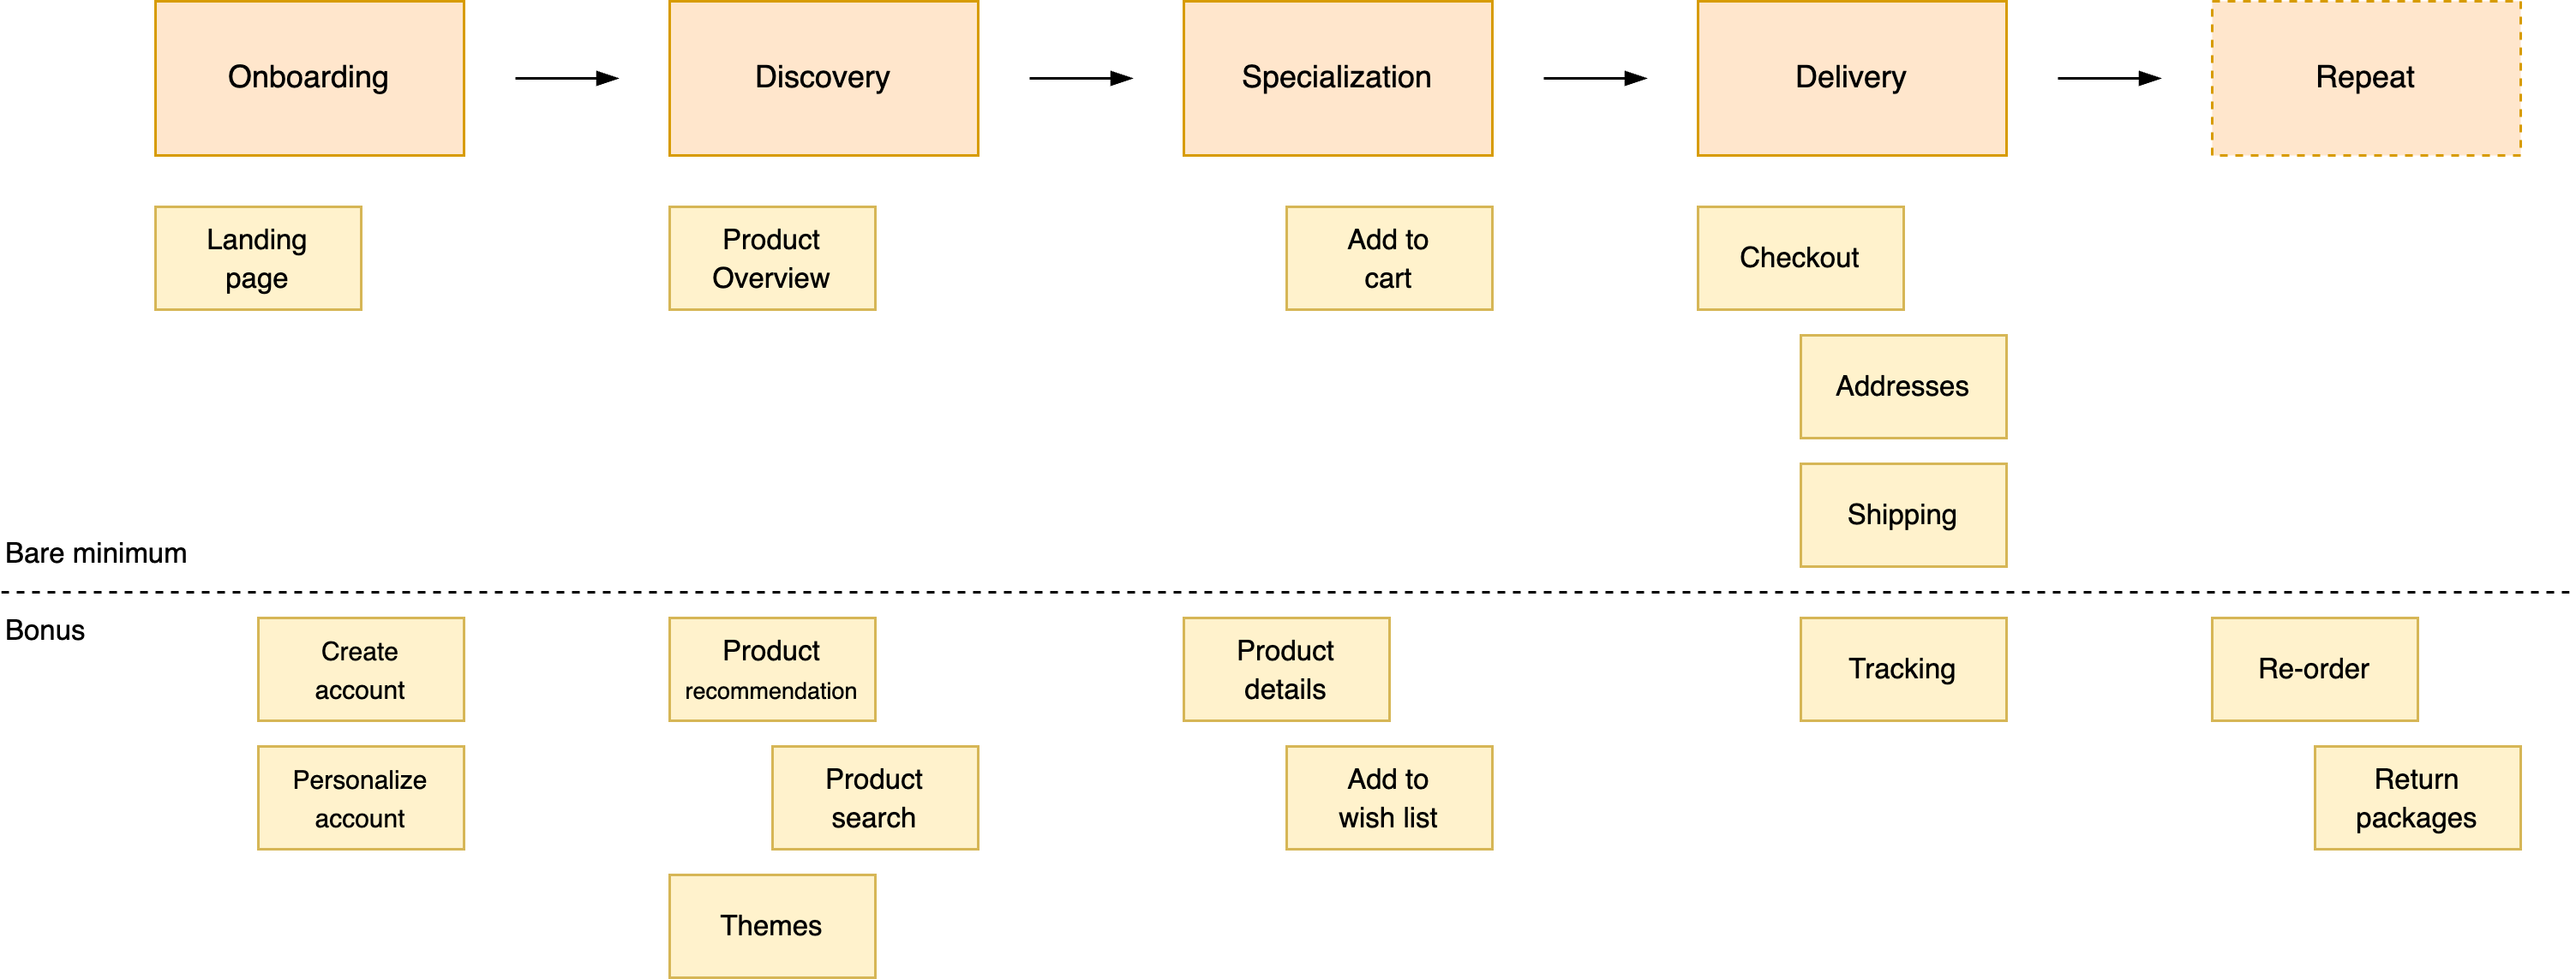 Onboarding
Discovery
Specialization
Delivery
Repeat
Landing
page
Product
Overview
Add to
cart
Checkout
Addresses
Shipping
Bare minimum
Bonus
Create
account
Product
recommendation
Product
details
Tracking
Re-order
Personalize
account
Product
search
Add to
wish list
Return
packages
Themes